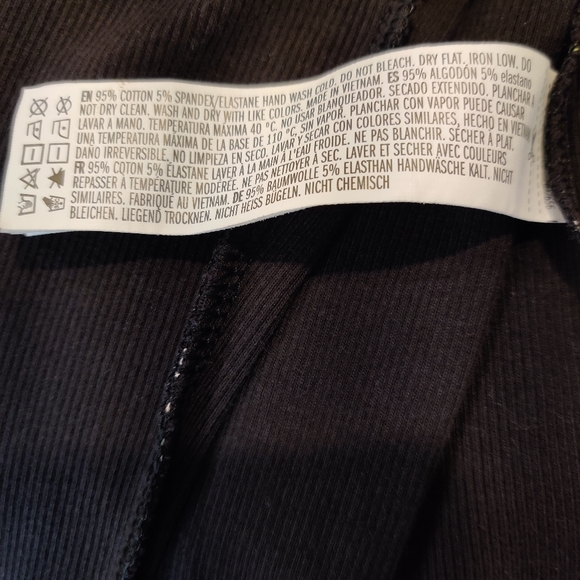 EN 95% COTTON 5% SPANDEX/ELASTANE HAND WASH COLD. DO NOT BLEACH. DRY FLAT. IRON LOW. DO
NOT DRY CLEAN. WASH AND DRY WITH LIKE COLORS. MADE IN VIETNAM. ES 95% ALGODÓN 5% elastano
LAVAR A MANO. TEMPERATURA MÁXIMA 40 °C. NO USAR BLANQUEADOR. SECADO EXTENDIDO. PLANCHAR A
UNA TEMPERATURA MÁXIMA DE LA BASE DE 110 °C, SIN VAPOR. PLANCHAR CON VAPOR PUEDE CAUSAR
DAÑO IRREVERSIBLE. NO LIMPIEZA EN SECO. LAVAR Y SECAR CON COLORES SIMILARES, HECHO EN VIETNAM
FR 95% COTON 5% ÉLASTANE LAVER À LA MAIN À L'EAU FROIDE. NE PAS BLANCHIR. SÉCHER À PLAT.
REPASSER À TEMPÉRATURE MODÉRÉE. NE PAS NETTOYER À SEC. LAVER ET SECHER AVEC COULEURS
SIMILAIRES. FABRIQUÉ AU VIETNAM. DE 95% BAUMWOLLE 5% ELASTHAN HANDWÄSCHE KALT. NICHT
BLEICHEN. LIEGEND TROCKNEN. NICHT HEISS BÜGELN. NICHT CHEMISCH